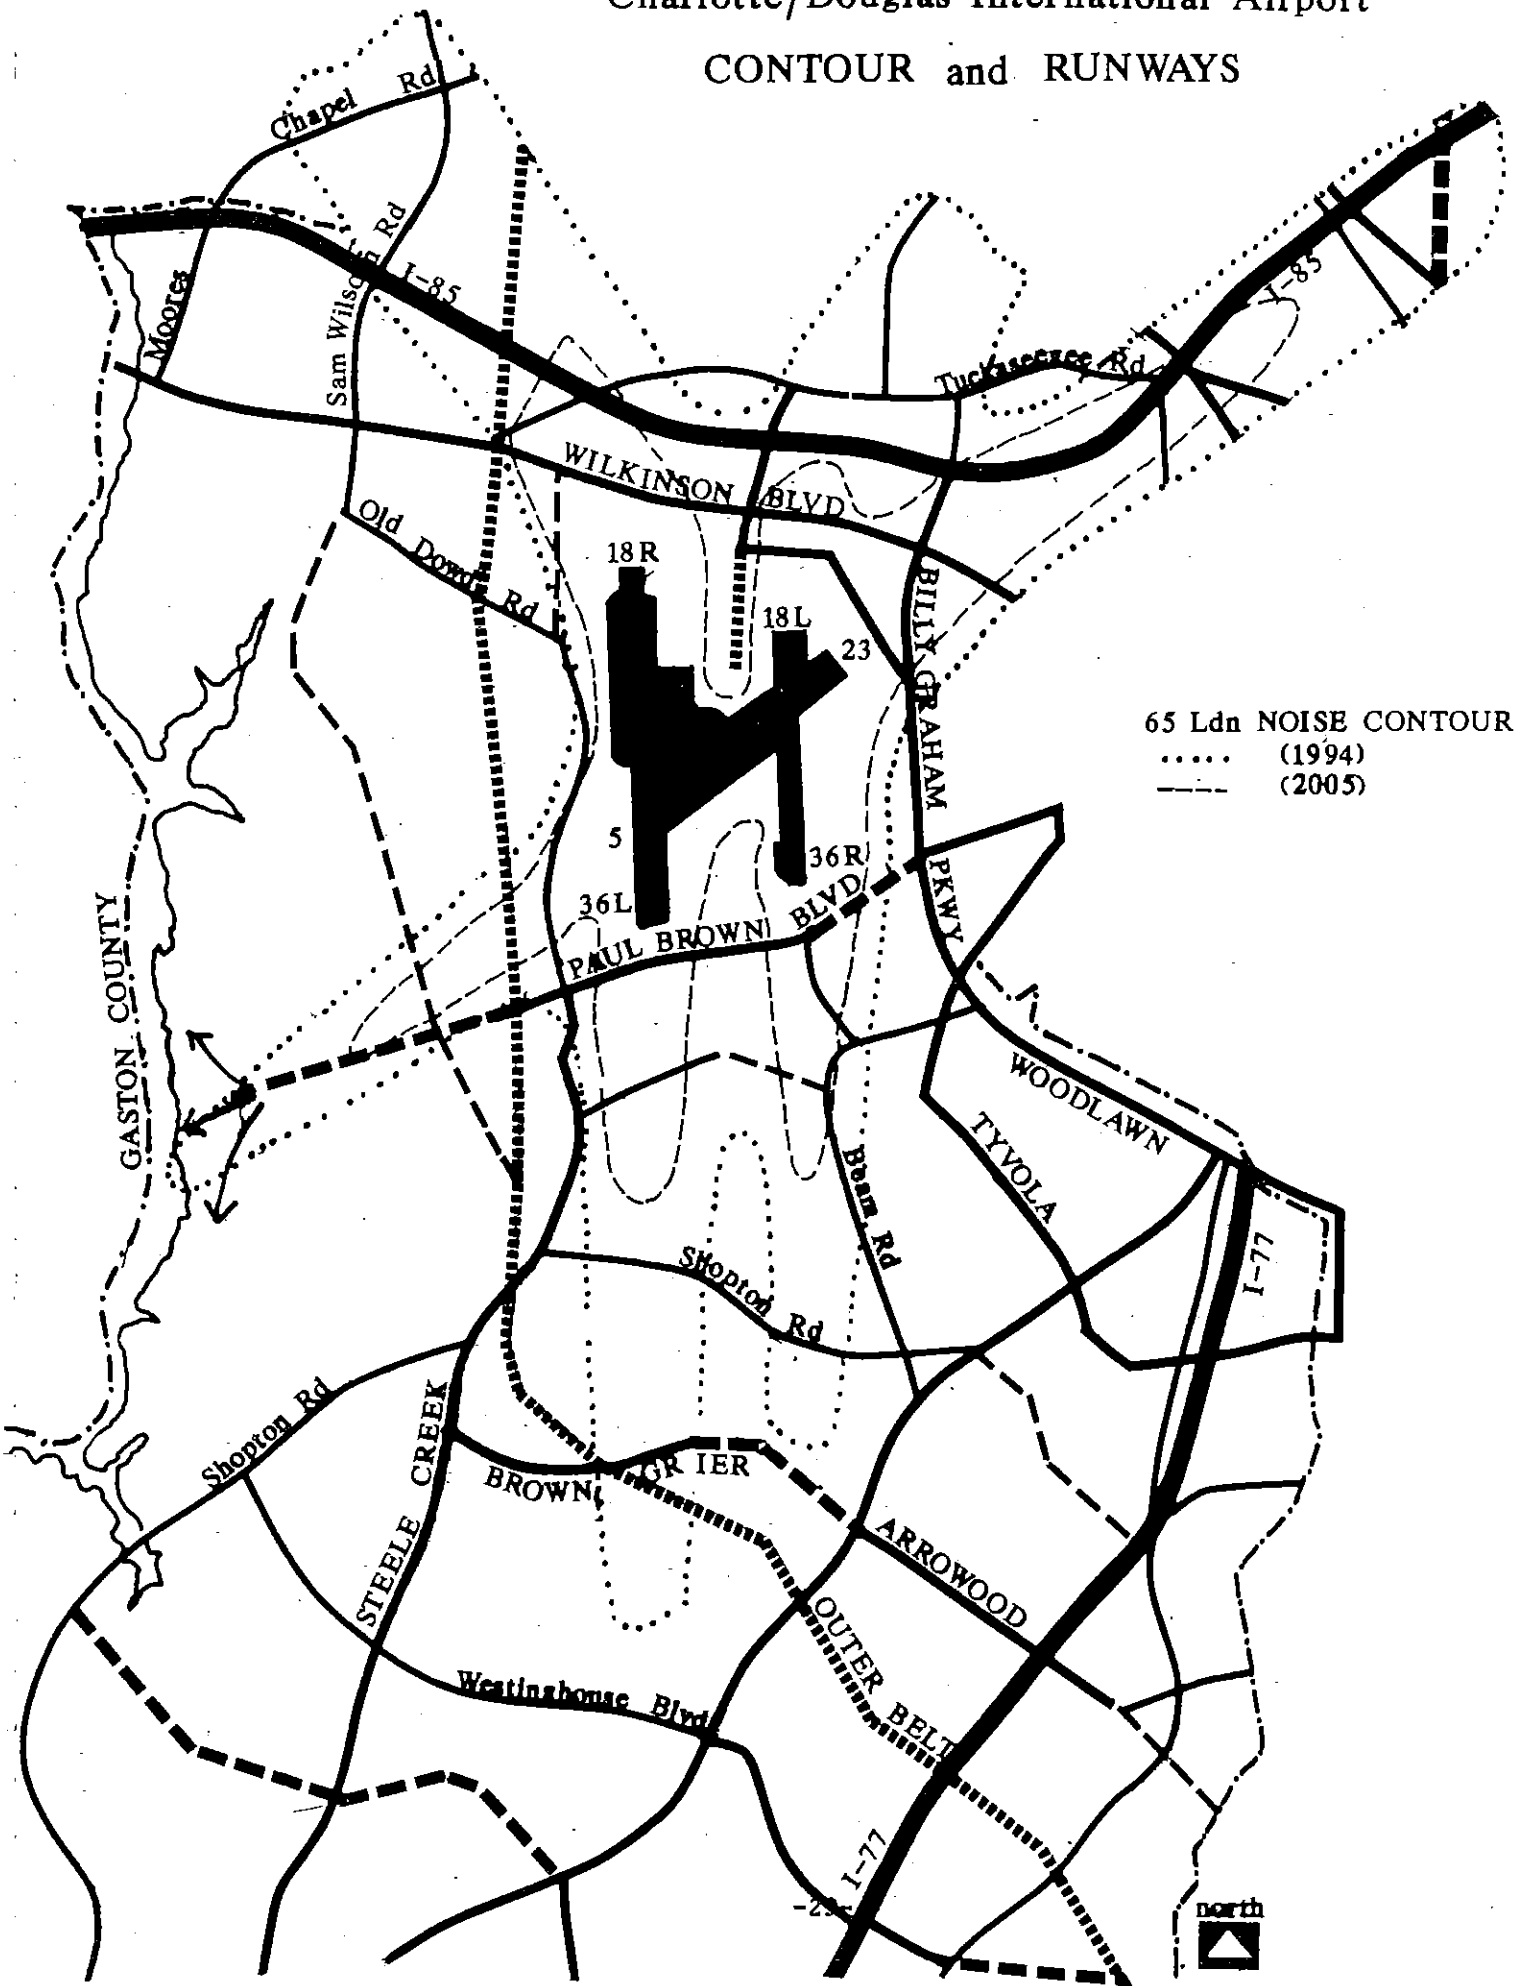 Charlotte/Douglas International Airport
CONTOUR and RUNWAYS
Chapel Rd
Moores
Sam Wilson Rd
I-85
I-85
Tuckaseegee Rd
WILKINSON BLVD
Old Dowd Rd
18R
18L
23
BILLY GRAHAM PKWY
65 Ldn NOISE CONTOUR
..... (1994)
---- (2005)
5
36R
36L
PAUL BROWN BLVD
GASTON COUNTY
WOODLAWN
TYVOLA
Beam Rd
I-77
Shopton Rd
Shopton Rd
STEELE CREEK
BROWN GRIER
ARROWOOD
OUTER BELT
Westinghouse Blvd
I-77
-29-
north